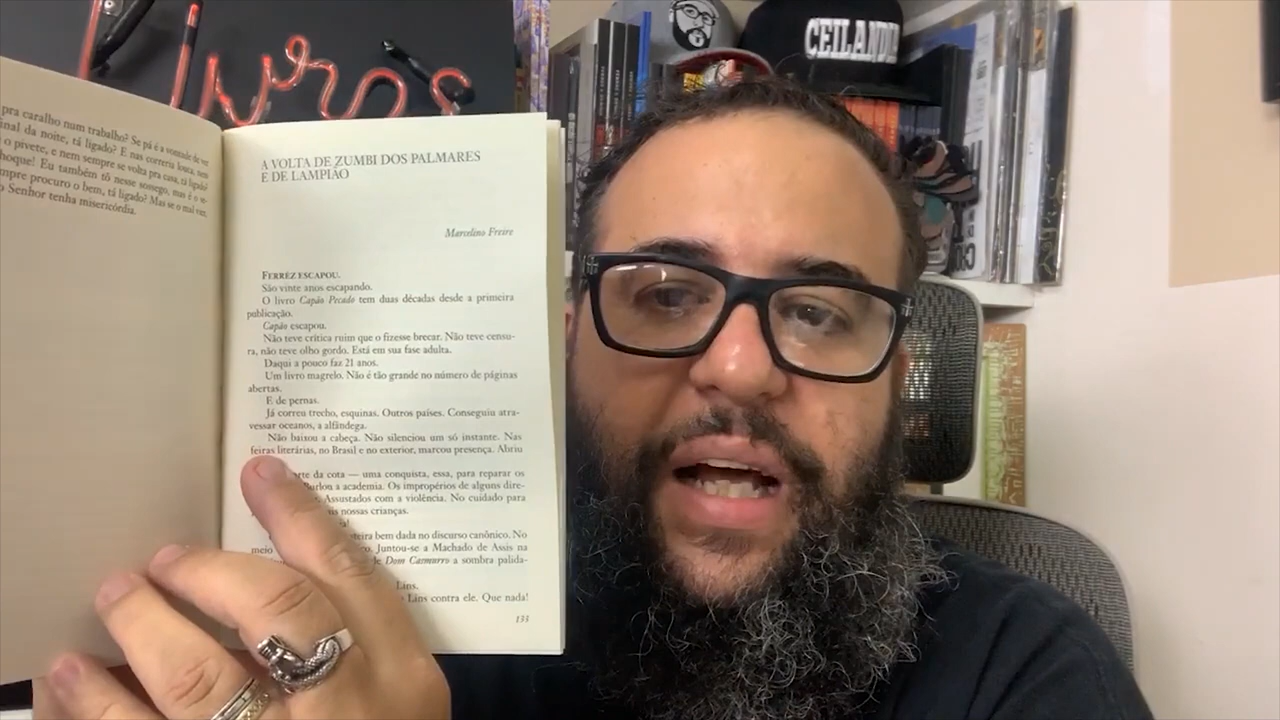 Livros
CEILANDIA
pra caralho num trabalho? Se pá é a vontade de ver
inal da noite, tá ligado? E nas correria louca, nem
o pivete, e nem sempre se volta pra casa, tá ligado?
hoque! Eu também tô nesse sossego, mas é o se-
mpre procuro o bem, tá ligado? Mas se o mal vier,
o Senhor tenha misericórdia.
A VOLTA DE ZUMBI DOS PALMARES
E DE LAMPIÃO
Marcelino Freire
FERRÉZ ESCAPOU.
São vinte anos escapando.
O livro Capão Pecado tem duas décadas desde a primeira
publicação.
Capão escapou.
Não teve crítica ruim que o fizesse brecar. Não teve censu-
ra, não teve olho gordo. Está em sua fase adulta.
Daqui a pouco faz 21 anos.
Um livro magrelo. Não é tão grande no número de páginas
abertas.
E de pernas.
Já correu trecho, esquinas. Outros países. Conseguiu atra-
vessar oceanos, a alfândega.
Não baixou a cabeça. Não silenciou um só instante. Nas
feiras literárias, no Brasil e no exterior, marcou presença. Abriu
arte da cota — uma conquista, essa, para reparar os
Burlou a academia. Os impropérios de alguns dire-
Assustados com a violência. No cuidado para
nossas crianças.
teira bem dada no discurso canônico. No
meio Juntou-se a Machado de Assis na
de Dom Casmurro a sombra palida-
Lins.
Lins contra ele. Que nada!
133